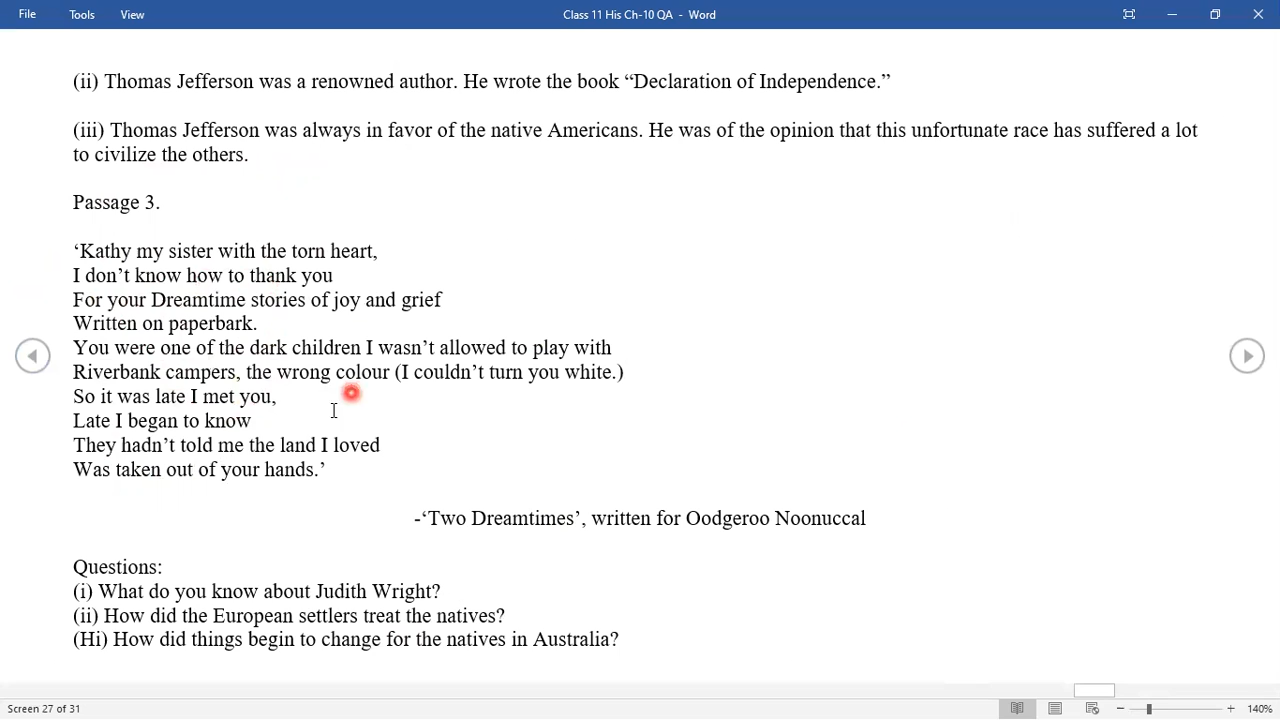 File Tools View Class 11 His Ch-10 QA - Word
(ii) Thomas Jefferson was a renowned author. He wrote the book “Declaration of Independence.”
(iii) Thomas Jefferson was always in favor of the native Americans. He was of the opinion that this unfortunate race has suffered a lot
to civilize the others.
Passage 3.
‘Kathy my sister with the torn heart,
I don’t know how to thank you
For your Dreamtime stories of joy and grief
Written on paperbark.
You were one of the dark children I wasn’t allowed to play with
Riverbank campers, the wrong colour (I couldn’t turn you white.)
So it was late I met you,
Late I began to know
They hadn’t told me the land I loved
Was taken out of your hands.’
-‘Two Dreamtimes’, written for Oodgeroo Noonuccal
Questions:
(i) What do you know about Judith Wright?
(ii) How did the European settlers treat the natives?
(Hi) How did things begin to change for the natives in Australia?
Screen 27 of 31 140%